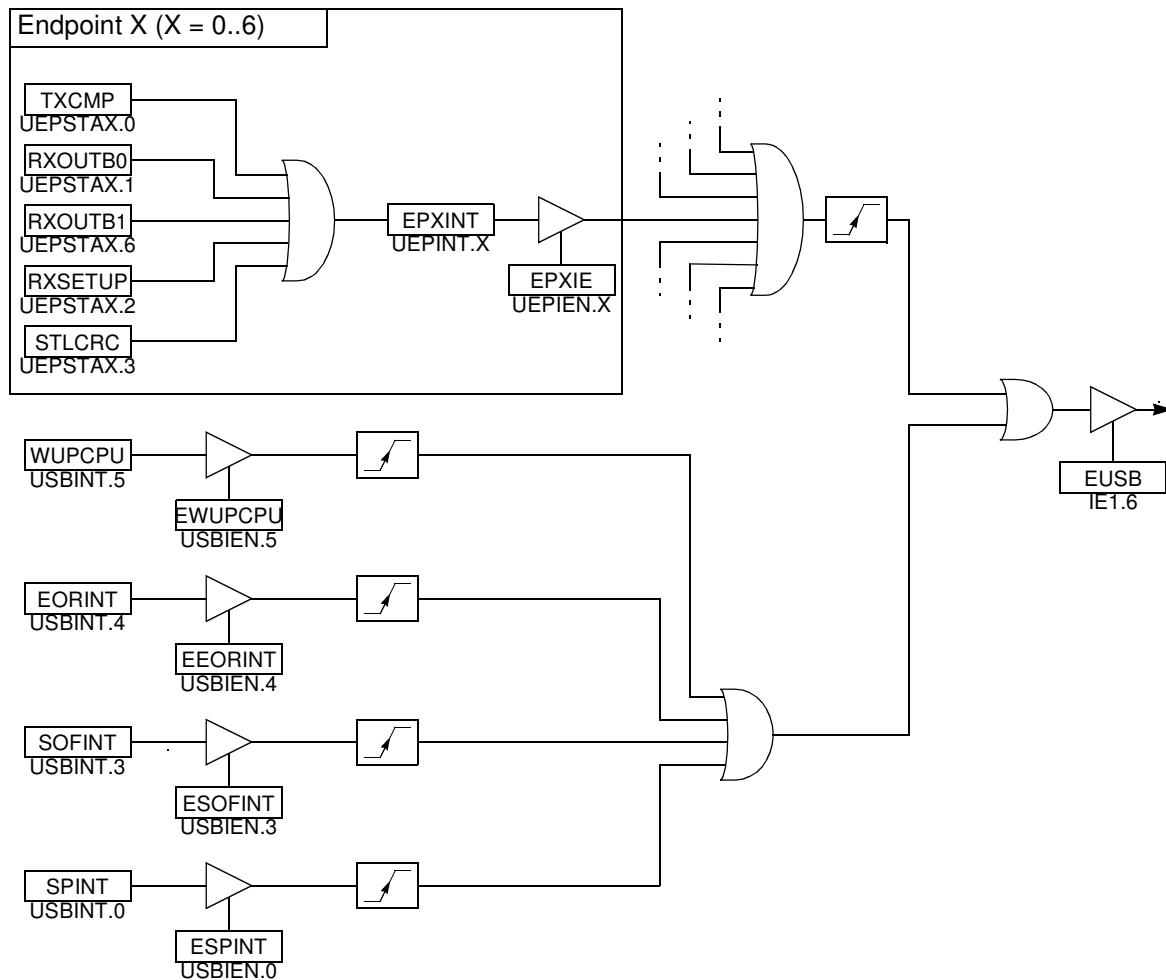 Endpoint X (X = 0..6)
TXCMP
UEPSTAX.0
RXOUTB0
UEPSTAX.1
RXOUTB1
UEPSTAX.6
RXSETUP
UEPSTAX.2
STLCRC
UEPSTAX.3
EPXINT
UEPINT.X
EPXIE
UEPIEN.X
WUPCPU
USBINT.5
EWUPCPU
USBIEN.5
EUSB
IE1.6
EORINT
USBINT.4
EEORINT
USBIEN.4
SOFINT
USBINT.3
ESOFINT
USBIEN.3
SPINT
USBINT.0
ESPINT
USBIEN.0